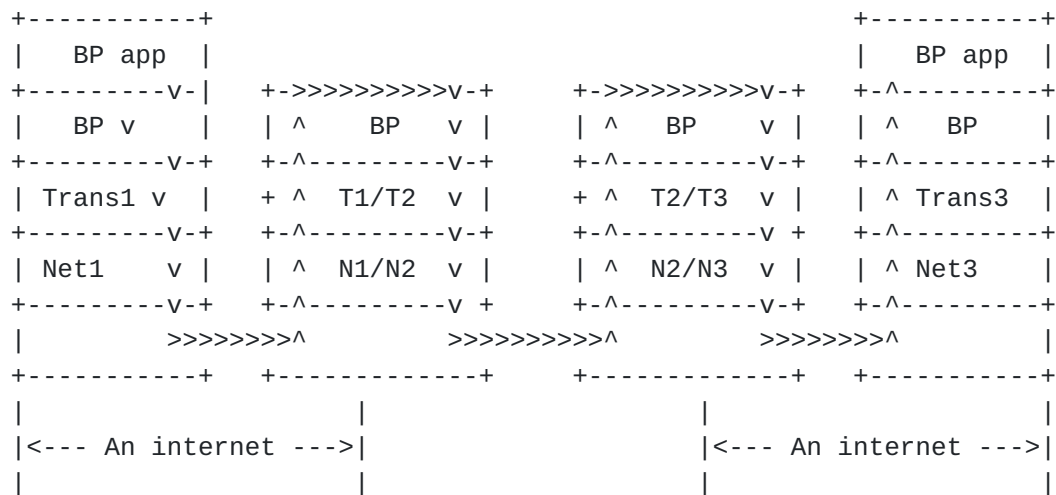 +-----------+                                         +-----------+
|   BP app  |                                         |   BP app  |
+---------v-|   +->>>>>>>>>>v-+     +->>>>>>>>>>v-+   +-^---------+
|   BP v    |   | ^    BP   v |     | ^   BP    v |   | ^   BP    |
+---------v-+   +-^---------v-+     +-^---------v-+   +-^---------+
| Trans1 v  |   + ^  T1/T2  v |     + ^  T2/T3  v |   | ^ Trans3  |
+---------v-+   +-^---------v-+     +-^---------v +   +-^---------+
| Net1    v |   | ^  N1/N2  v |     | ^  N2/N3  v |   | ^ Net3    |
+---------v-+   +-^---------v +     +-^---------v-+   +-^---------+
|         >>>>>>>>^         >>>>>>>>>>^         >>>>>>>>^         |
+-----------+   +-------------+     +-------------+   +-----------+
|                     |                     |                     |
|<--- An internet --->|                     |<--- An internet --->|
|                     |                     |                     |